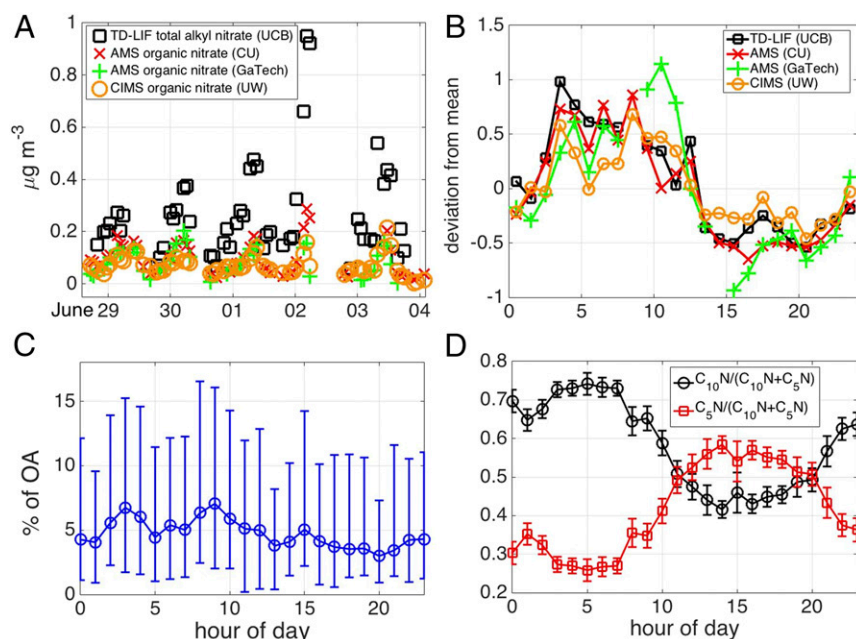 A
TD-LIF total alkyl nitrate (UCB)
AMS organic nitrate (CU)
AMS organic nitrate (GaTech)
CIMS organic nitrate (UW)
1
0.8
0.6
0.4
0.2
0
μg m⁻³
June 29 30 01 02 03 04
B
TD-LIF (UCB)
AMS (CU)
AMS (GaTech)
CIMS (UW)
1.5
1
0.5
0
-0.5
-1
deviation from mean
0 5 10 15 20
C
15
10
5
0
% of OA
0 5 10 15 20
hour of day
D
C₁₀N/(C₁₀N+C₅N)
C₅N/(C₁₀N+C₅N)
0.8
0.7
0.6
0.5
0.4
0.3
0.2
0 5 10 15 20
hour of day